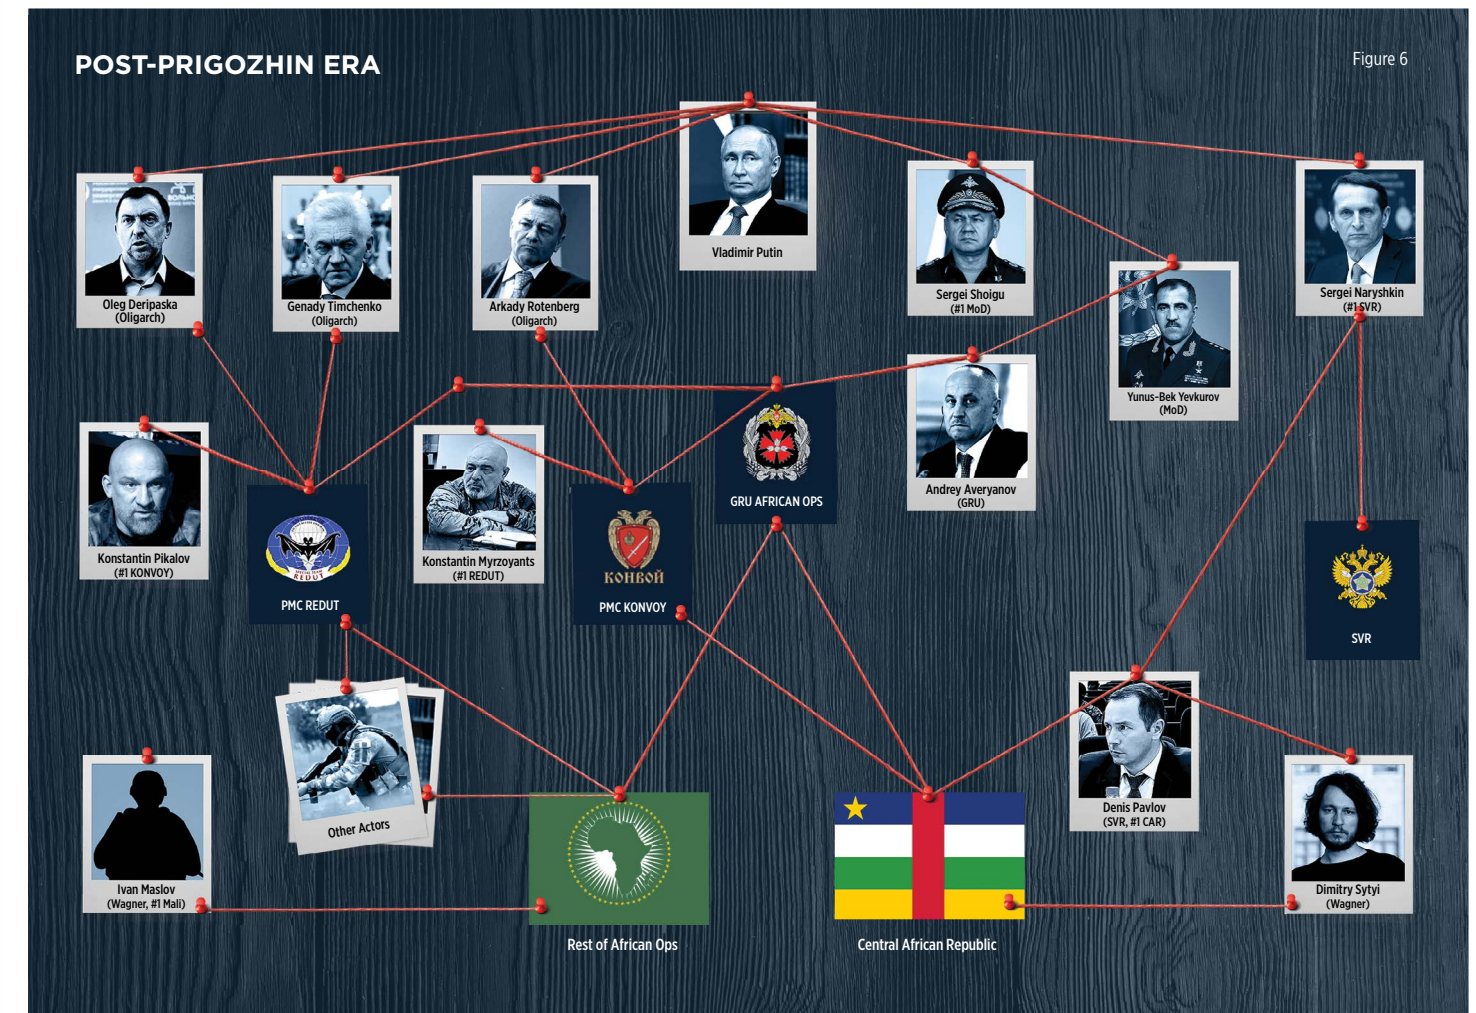 POST-PRIGOZHIN ERA
Figure 6
Vladimir Putin
Oleg Deripaska
(Oligarch)
Genady Timchenko
(Oligarch)
Arkady Rotenberg
(Oligarch)
Sergei Shoigu
(#1 MoD)
Sergei Naryshkin
(#1 SVR)
Yunus-Bek Yevkurov
(MoD)
Andrey Averyanov
(GRU)
GRU AFRICAN OPS
Konstantin Pikalov
(#1 KONVOY)
REDUT
PMC REDUT
Konstantin Myrzoyants
(#1 REDUT)
КОНВОЙ
PMC KONVOY
SVR
Other Actors
Denis Pavlov
(SVR, #1 CAR)
Ivan Maslov
(Wagner, #1 Mali)
Dimitry Sytyi
(Wagner)
Rest of African Ops
Central African Republic